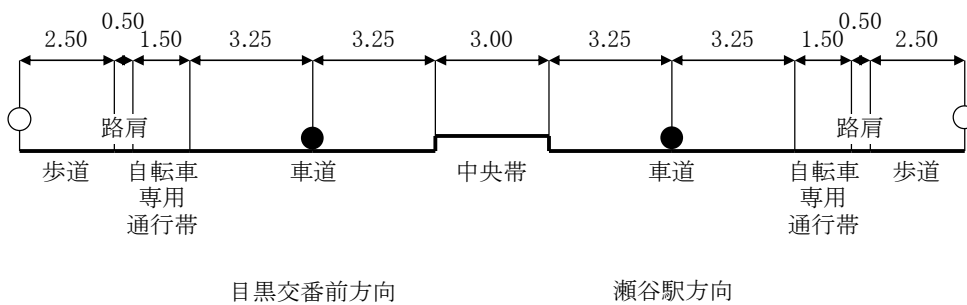 0.50
2.50 1.50 3.25 3.25 3.00 3.25 3.25 1.50 0.50 2.50
路肩 路肩
歩道 自転車専用通行帯 車道 中央帯 車道 自転車専用通行帯 歩道
目黒交番前方向 瀬谷駅方向